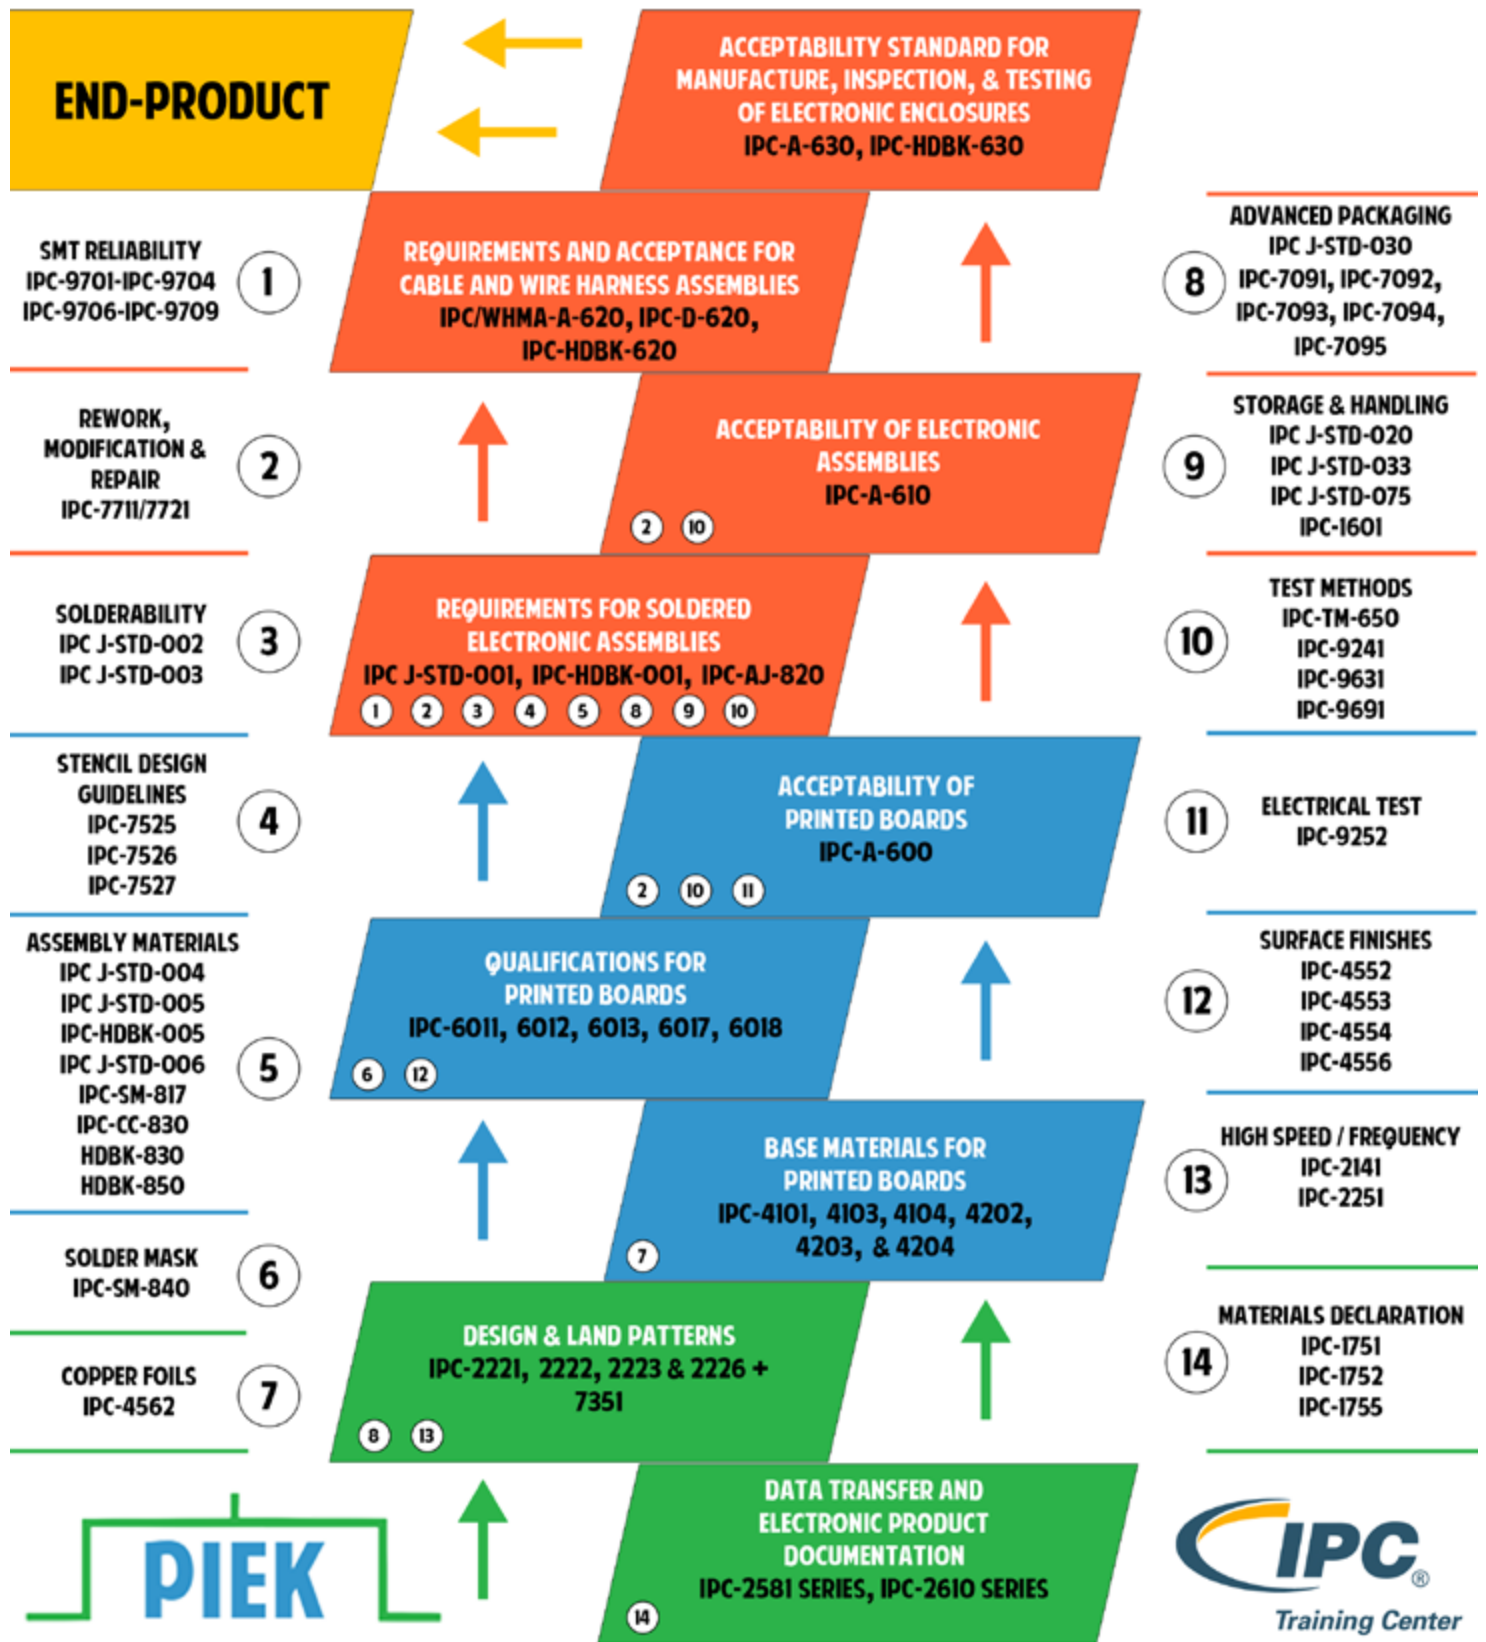 END-PRODUCT
ACCEPTABILITY STANDARD FOR
MANUFACTURE, INSPECTION, & TESTING
OF ELECTRONIC ENCLOSURES
IPC-A-630, IPC-HDBK-630
SMT RELIABILITY
IPC-9701-IPC-9704
IPC-9706-IPC-9709
1
REQUIREMENTS AND ACCEPTANCE FOR
CABLE AND WIRE HARNESS ASSEMBLIES
IPC/WHMA-A-620, IPC-D-620,
IPC-HDBK-620
8
ADVANCED PACKAGING
IPC J-STD-030
IPC-7091, IPC-7092,
IPC-7093, IPC-7094,
IPC-7095
REWORK,
MODIFICATION &
REPAIR
IPC-7711/7721
2
ACCEPTABILITY OF ELECTRONIC
ASSEMBLIES
IPC-A-610
2 10
9
STORAGE & HANDLING
IPC J-STD-020
IPC J-STD-033
IPC J-STD-075
IPC-1601
SOLDERABILITY
IPC J-STD-002
IPC J-STD-003
3
REQUIREMENTS FOR SOLDERED
ELECTRONIC ASSEMBLIES
IPC J-STD-001, IPC-HDBK-001, IPC-AJ-820
1 2 3 4 5 8 9 10
10
TEST METHODS
IPC-TM-650
IPC-9241
IPC-9631
IPC-9691
STENCIL DESIGN
GUIDELINES
IPC-7525
IPC-7526
IPC-7527
4
ACCEPTABILITY OF
PRINTED BOARDS
IPC-A-600
2 10 11
11
ELECTRICAL TEST
IPC-9252
ASSEMBLY MATERIALS
IPC J-STD-004
IPC J-STD-005
IPC-HDBK-005
IPC J-STD-006
IPC-SM-817
IPC-CC-830
HDBK-830
HDBK-850
5
QUALIFICATIONS FOR
PRINTED BOARDS
IPC-6011, 6012, 6013, 6017, 6018
6 12
12
SURFACE FINISHES
IPC-4552
IPC-4553
IPC-4554
IPC-4556
BASE MATERIALS FOR
PRINTED BOARDS
IPC-4101, 4103, 4104, 4202,
4203, & 4204
7
13
HIGH SPEED / FREQUENCY
IPC-2141
IPC-2251
SOLDER MASK
IPC-SM-840
6
COPPER FOILS
IPC-4562
7
DESIGN & LAND PATTERNS
IPC-2221, 2222, 2223 & 2226 +
7351
8 13
14
MATERIALS DECLARATION
IPC-1751
IPC-1752
IPC-1755
PIEK
DATA TRANSFER AND
ELECTRONIC PRODUCT
DOCUMENTATION
IPC-2581 SERIES, IPC-2610 SERIES
14
IPC®
Training Center